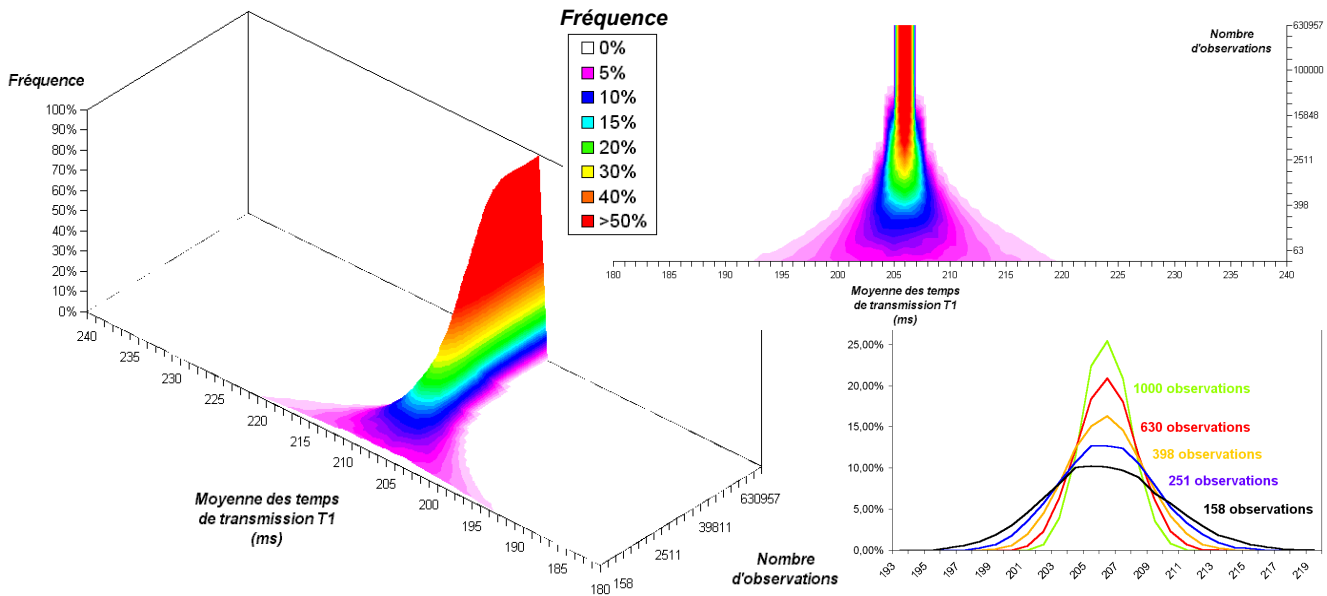 Fréquence
100%
90%
80%
70%
60%
50%
40%
30%
20%
10%
0%
240
235
230
225
220
215
210
205
200
195
190
185
180
Moyenne des temps
de transmission T1
(ms)
158
2511
39811
630957
Nombre
d'observations
Fréquence
0%
5%
10%
15%
20%
30%
40%
>50%
Nombre
d'observations
630957
100000
15848
2511
398
63
180 185 190 195 200 205 210 215 220 225 230 235 240
Moyenne des temps
de transmission T1
(ms)
25,00%
20,00%
15,00%
10,00%
5,00%
0,00%
1000 observations
630 observations
398 observations
251 observations
158 observations
193 195 197 199 201 203 205 207 209 211 213 215 217 219